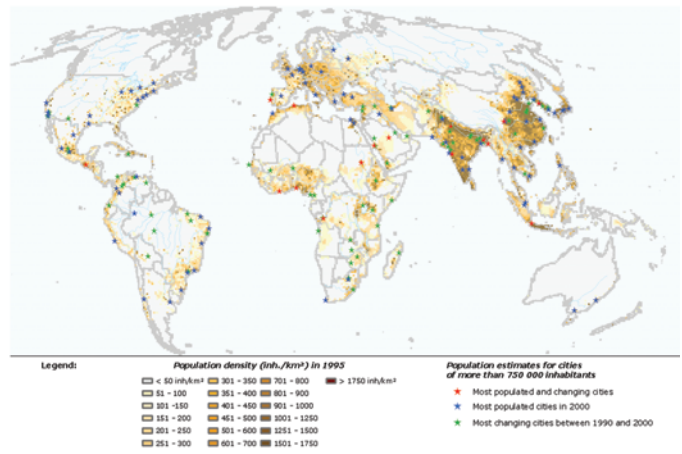 Legend:
Population density (inh./km²) in 1995
< 50 inh/km²
51 - 100
101 -150
151 - 200
201 - 250
251 - 300
301 - 350
351 - 400
401 - 450
451 - 500
501 - 600
601 - 700
701 - 800
801 - 900
901 - 1000
1001 - 1250
1251 - 1500
1501 - 1750
> 1750 inh/km²
Population estimates for cities
of more than 750 000 inhabitants
Most populated and changing cities
Most populated cities in 2000
Most changing cities between 1990 and 2000